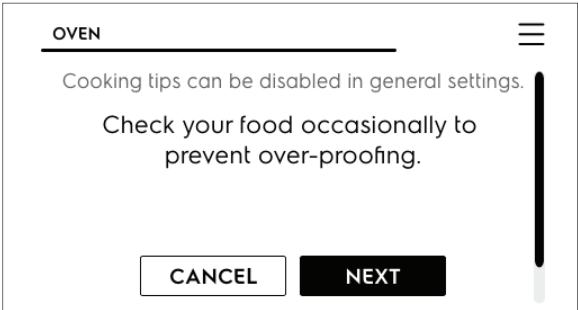 OVEN
Cooking tips can be disabled in general settings.
Check your food occasionally to
prevent over-proofing.
CANCEL
NEXT